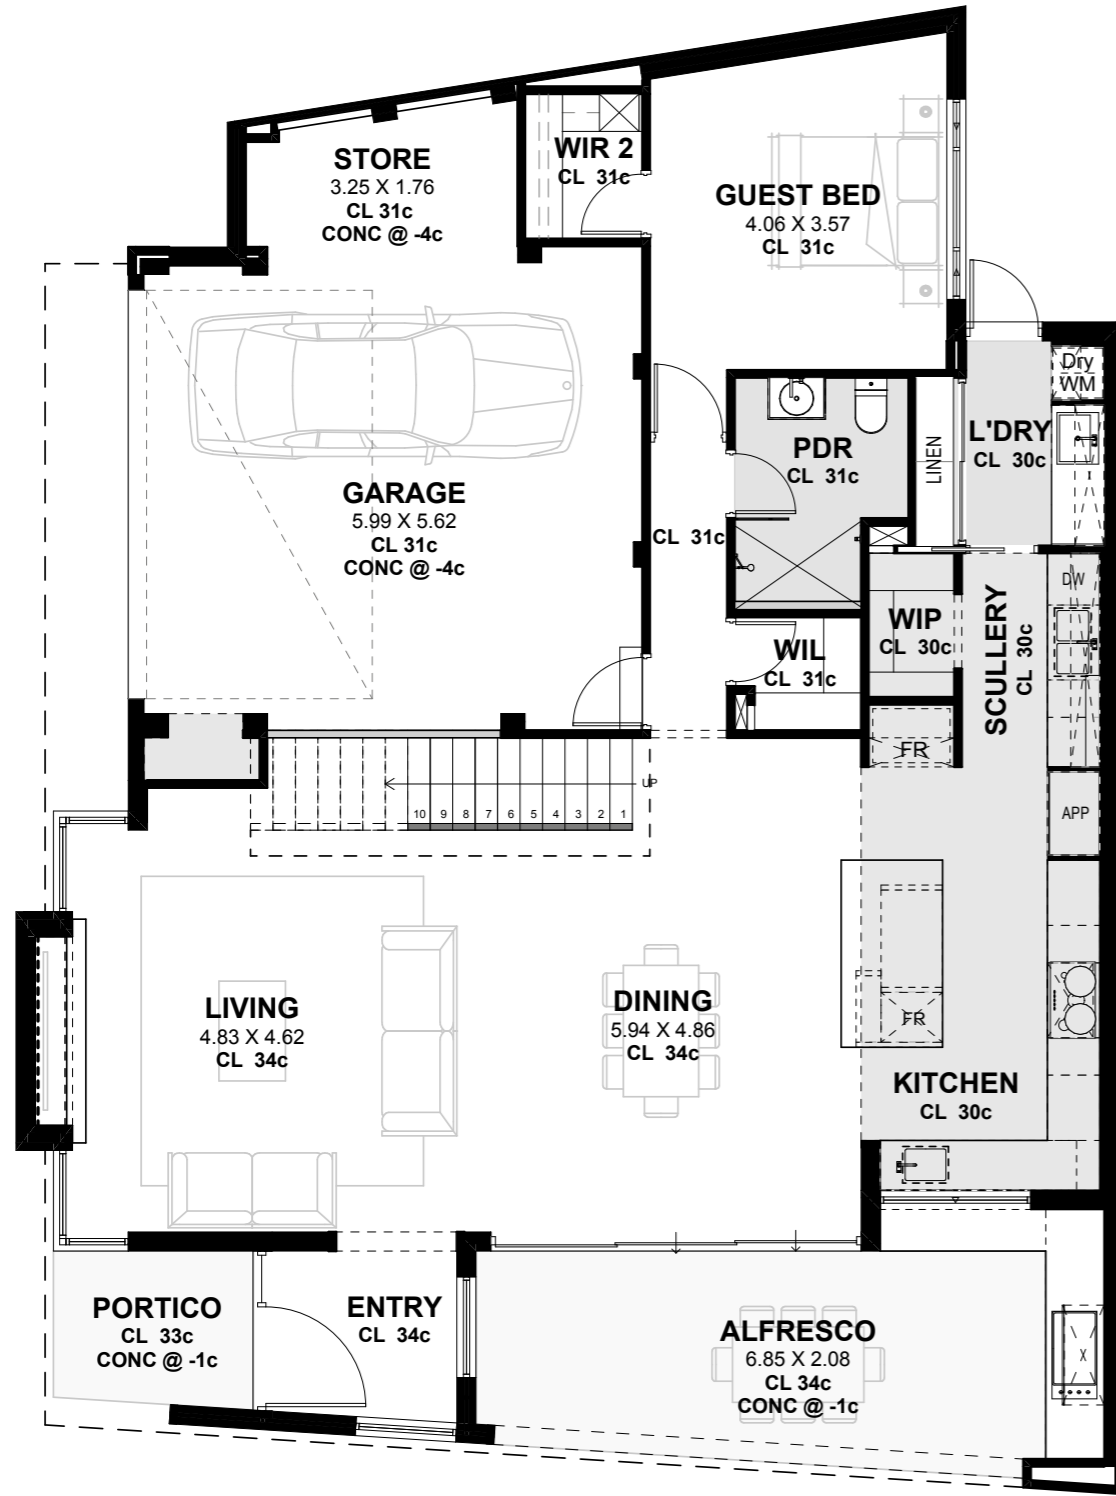 STORE
3.25 X 1.76
CL 31c
CONC @ -4c
WIR 2
CL 31c
GUEST BED
4.06 X 3.57
CL 31c
Dry
WM
L'DRY
CL 30c
LINEN
PDR
CL 31c
GARAGE
5.99 X 5.62
CL 31c
CONC @ -4c
CL 31c
DW
WIP
CL 30c
SCULLERY
CL 30c
WIL
CL 31c
FR
UP
10 9 8 7 6 5 4 3 2 1
APP
LIVING
4.83 X 4.62
CL 34c
DINING
5.94 X 4.86
CL 34c
FR
KITCHEN
CL 30c
PORTICO
CL 33c
CONC @ -1c
ENTRY
CL 34c
ALFRESCO
6.85 X 2.08
CL 34c
CONC @ -1c